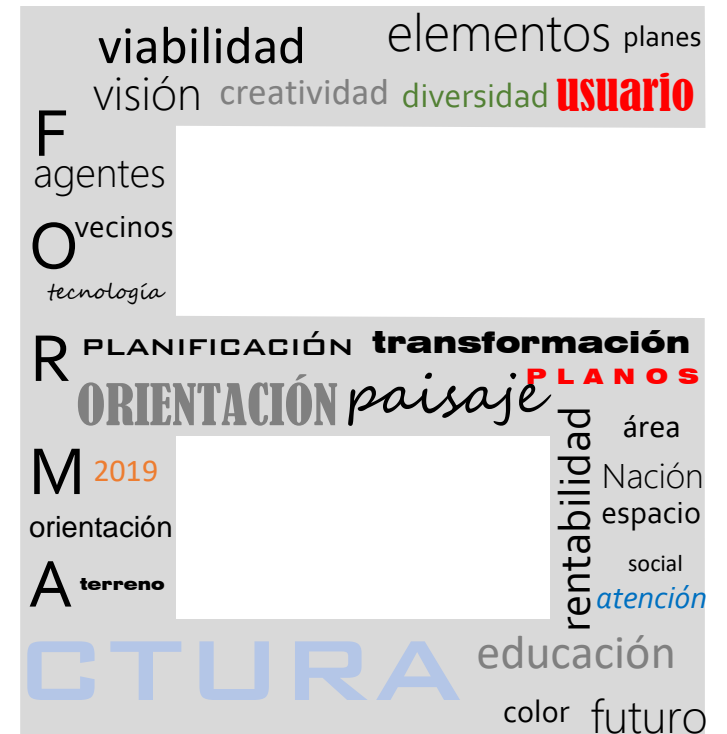 viabilidad elementos planes
visión creatividad diversidad usuario
F
agentes
O vecinos
tecnología
R PLANIFICACIÓN transformación
PLANOS
ORIENTACIÓN paisaje
rentabilidad
área
M 2019
Nación
orientación
espacio
A terreno
social
atención
CTURA
educación
color futuro